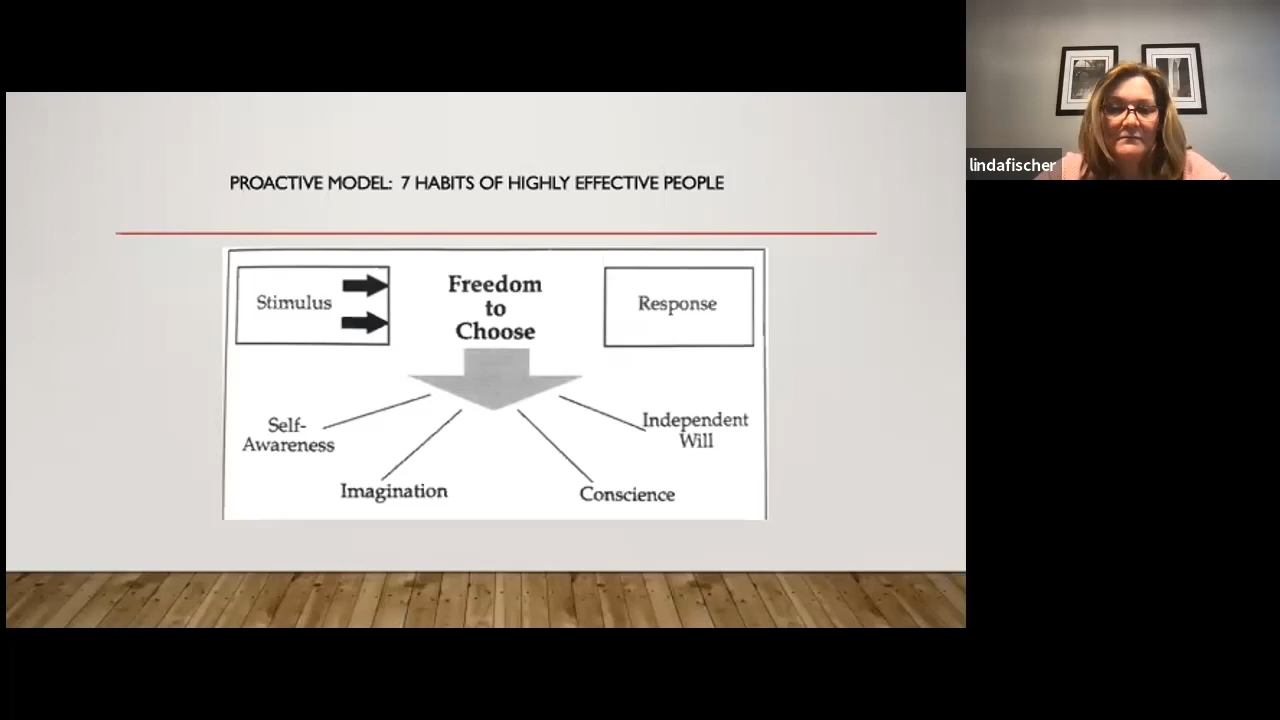 PROACTIVE MODEL: 7 HABITS OF HIGHLY EFFECTIVE PEOPLE
Stimulus
Freedom
to
Choose
Response
Self-
Awareness
Imagination
Conscience
Independent
Will
lindafischer